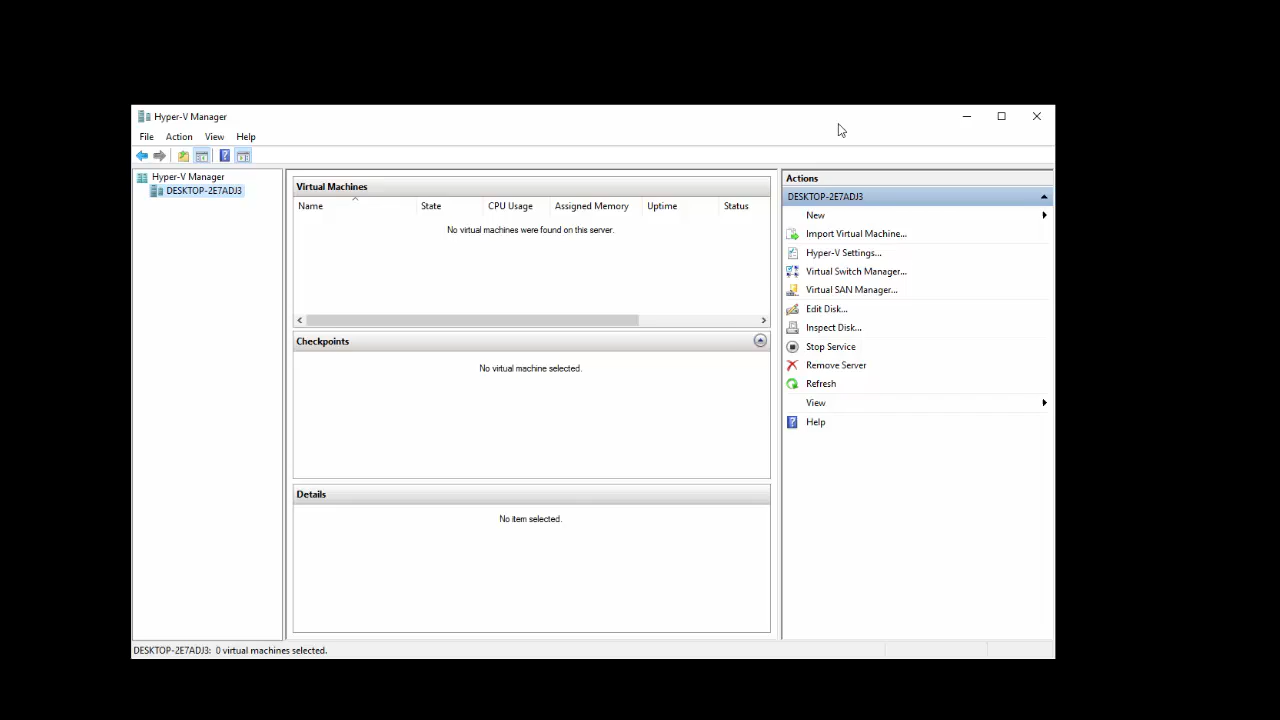 Hyper-V Manager
File Action View Help
Hyper-V Manager
DESKTOP-2E7ADJ3
Virtual Machines
Name State CPU Usage Assigned Memory Uptime Status
No virtual machines were found on this server.
Checkpoints
No virtual machine selected.
Details
No item selected.
Actions
DESKTOP-2E7ADJ3
New
Import Virtual Machine...
Hyper-V Settings...
Virtual Switch Manager...
Virtual SAN Manager...
Edit Disk...
Inspect Disk...
Stop Service
Remove Server
Refresh
View
Help
DESKTOP-2E7ADJ3: 0 virtual machines selected.